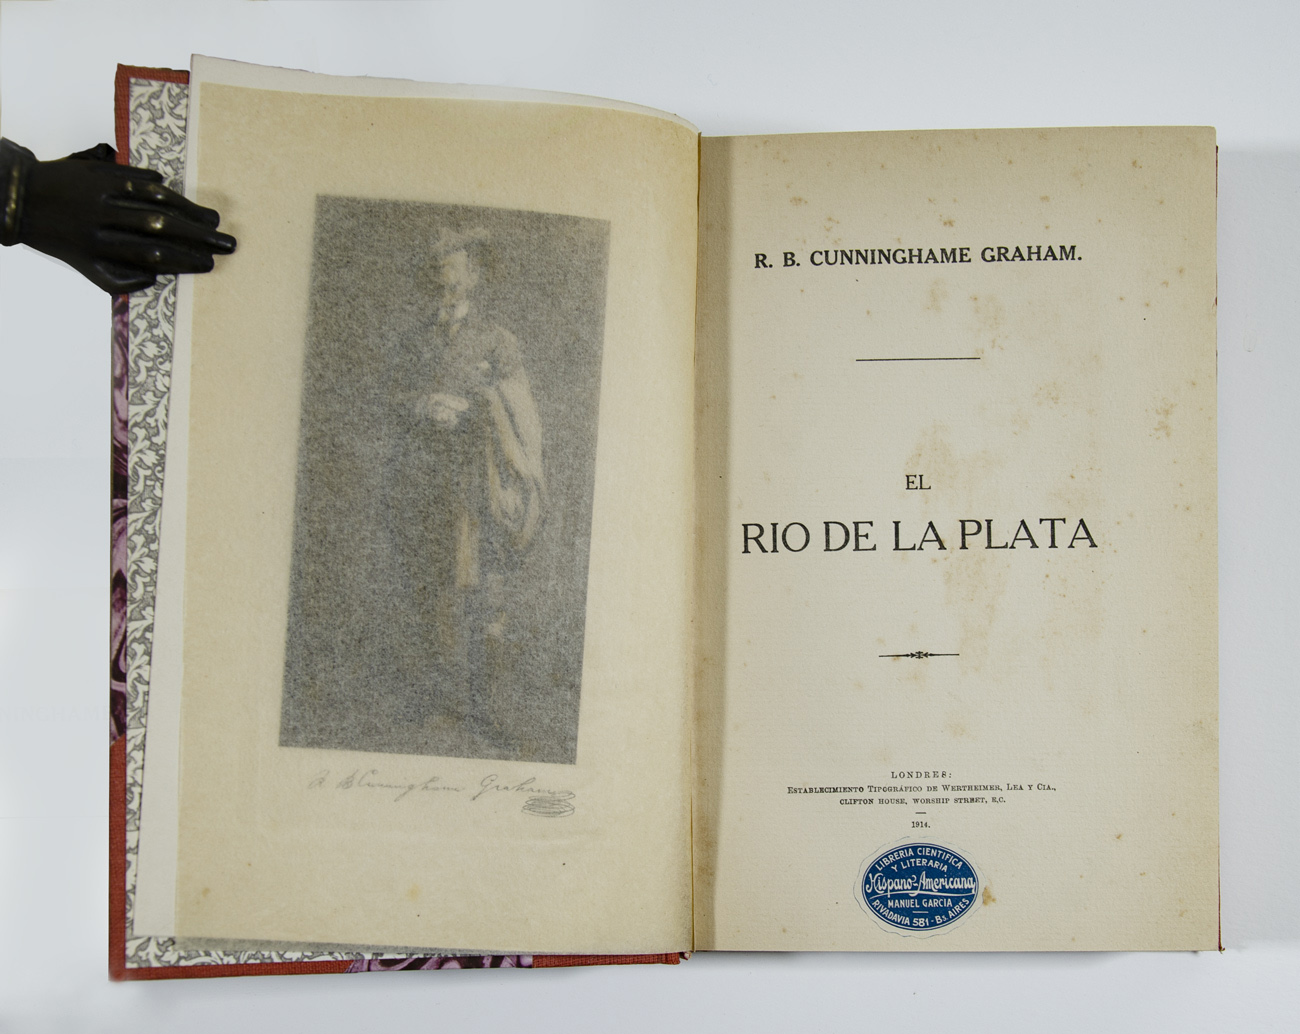 R. B. Cunninghame Graham
R. B. CUNNINGHAME GRAHAM.
EL
RIO DE LA PLATA
LONDRES:
ESTABLECIMIENTO TIPOGRÁFICO DE WERTHEIMER, LEA Y CIA.,
CLIFTON HOUSE, WORSHIP STREET, E.C.
1914.
LIBRERIA CIENTIFICA
Y LITERARIA
Hispano-Americana
MANUEL GARCIA
RIVADAVIA 581 - Bs. AIRES